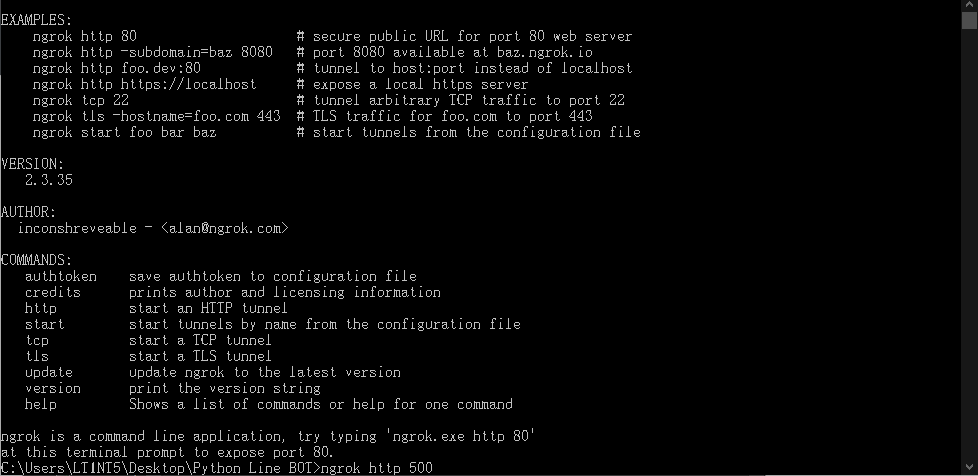 EXAMPLES:
    ngrok http 80                    # secure public URL for port 80 web server
    ngrok http -subdomain=baz 8080   # port 8080 available at baz.ngrok.io
    ngrok http foo.dev:80            # tunnel to host:port instead of localhost
    ngrok http https://localhost     # expose a local https server
    ngrok tcp 22                     # tunnel arbitrary TCP traffic to port 22
    ngrok tls -hostname=foo.com 443  # TLS traffic for foo.com to port 443
    ngrok start foo bar baz          # start tunnels from the configuration file
VERSION:
   2.3.35
AUTHOR:
  inconshreveable - <alan@ngrok.com>
COMMANDS:
   authtoken    save authtoken to configuration file
   credits      prints author and licensing information
   http         start an HTTP tunnel
   start        start tunnels by name from the configuration file
   tcp          start a TCP tunnel
   tls          start a TLS tunnel
   update       update ngrok to the latest version
   version      print the version string
   help         Shows a list of commands or help for one command
ngrok is a command line application, try typing 'ngrok.exe http 80'
at this terminal prompt to expose port 80.
C:\Users\LT1NT5\Desktop\Python Line BOT>ngrok http 500